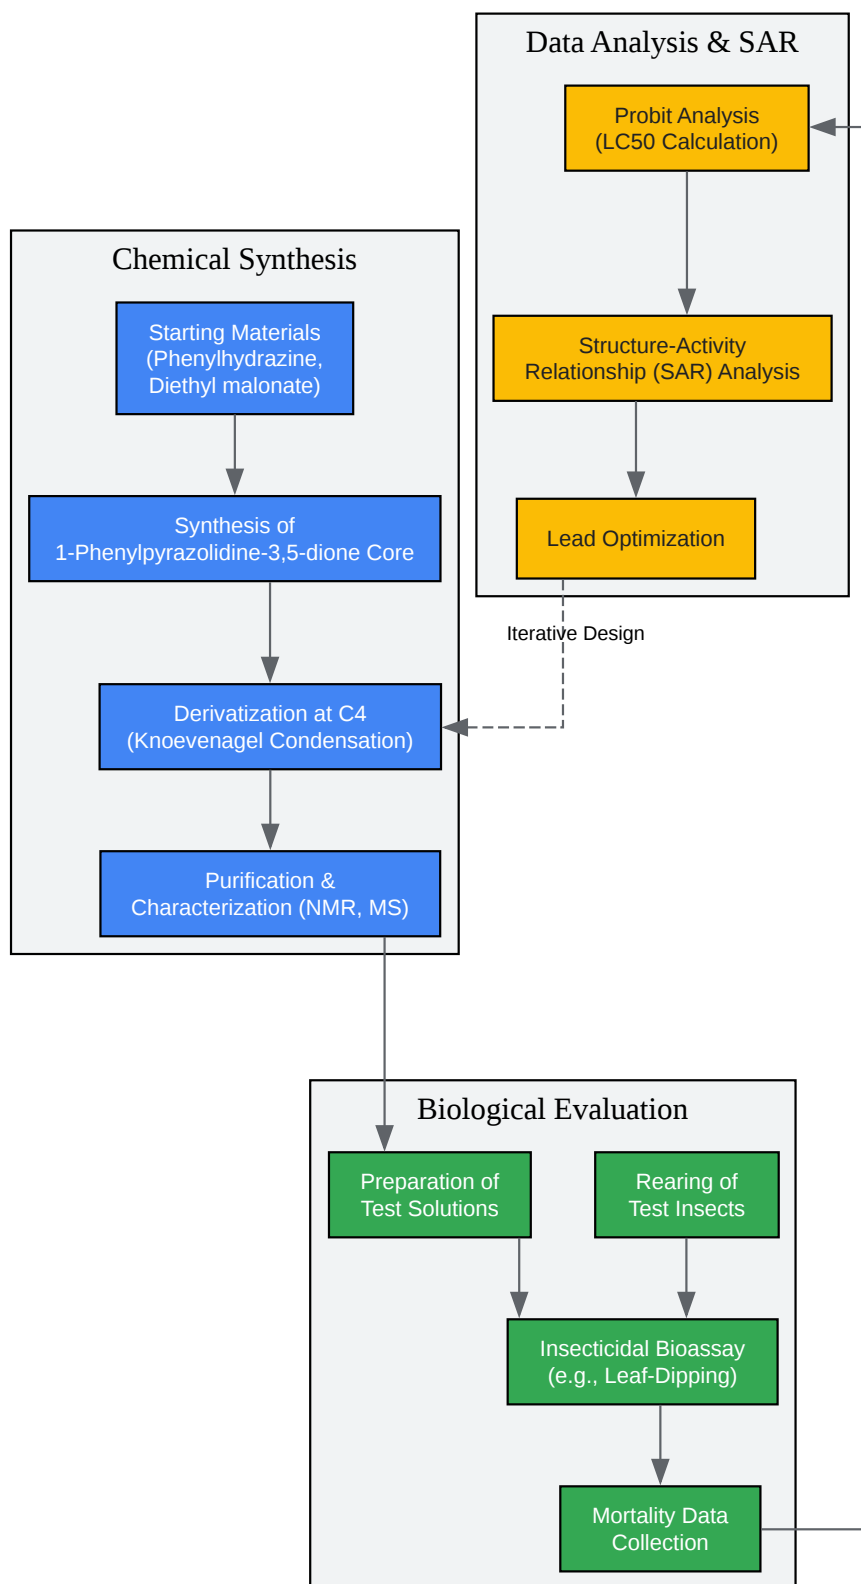 Data Analysis & SAR
Probit Analysis
(LC50 Calculation)
Structure-Activity
Relationship (SAR) Analysis
Lead Optimization
Iterative Design
Chemical Synthesis
Starting Materials
(Phenylhydrazine,
Diethyl malonate)
Synthesis of
1-Phenylpyrazolidine-3,5-dione Core
Derivatization at C4
(Knoevenagel Condensation)
Purification &
Characterization (NMR, MS)
Biological Evaluation
Preparation of
Test Solutions
Rearing of
Test Insects
Insecticidal Bioassay
(e.g., Leaf-Dipping)
Mortality Data
Collection